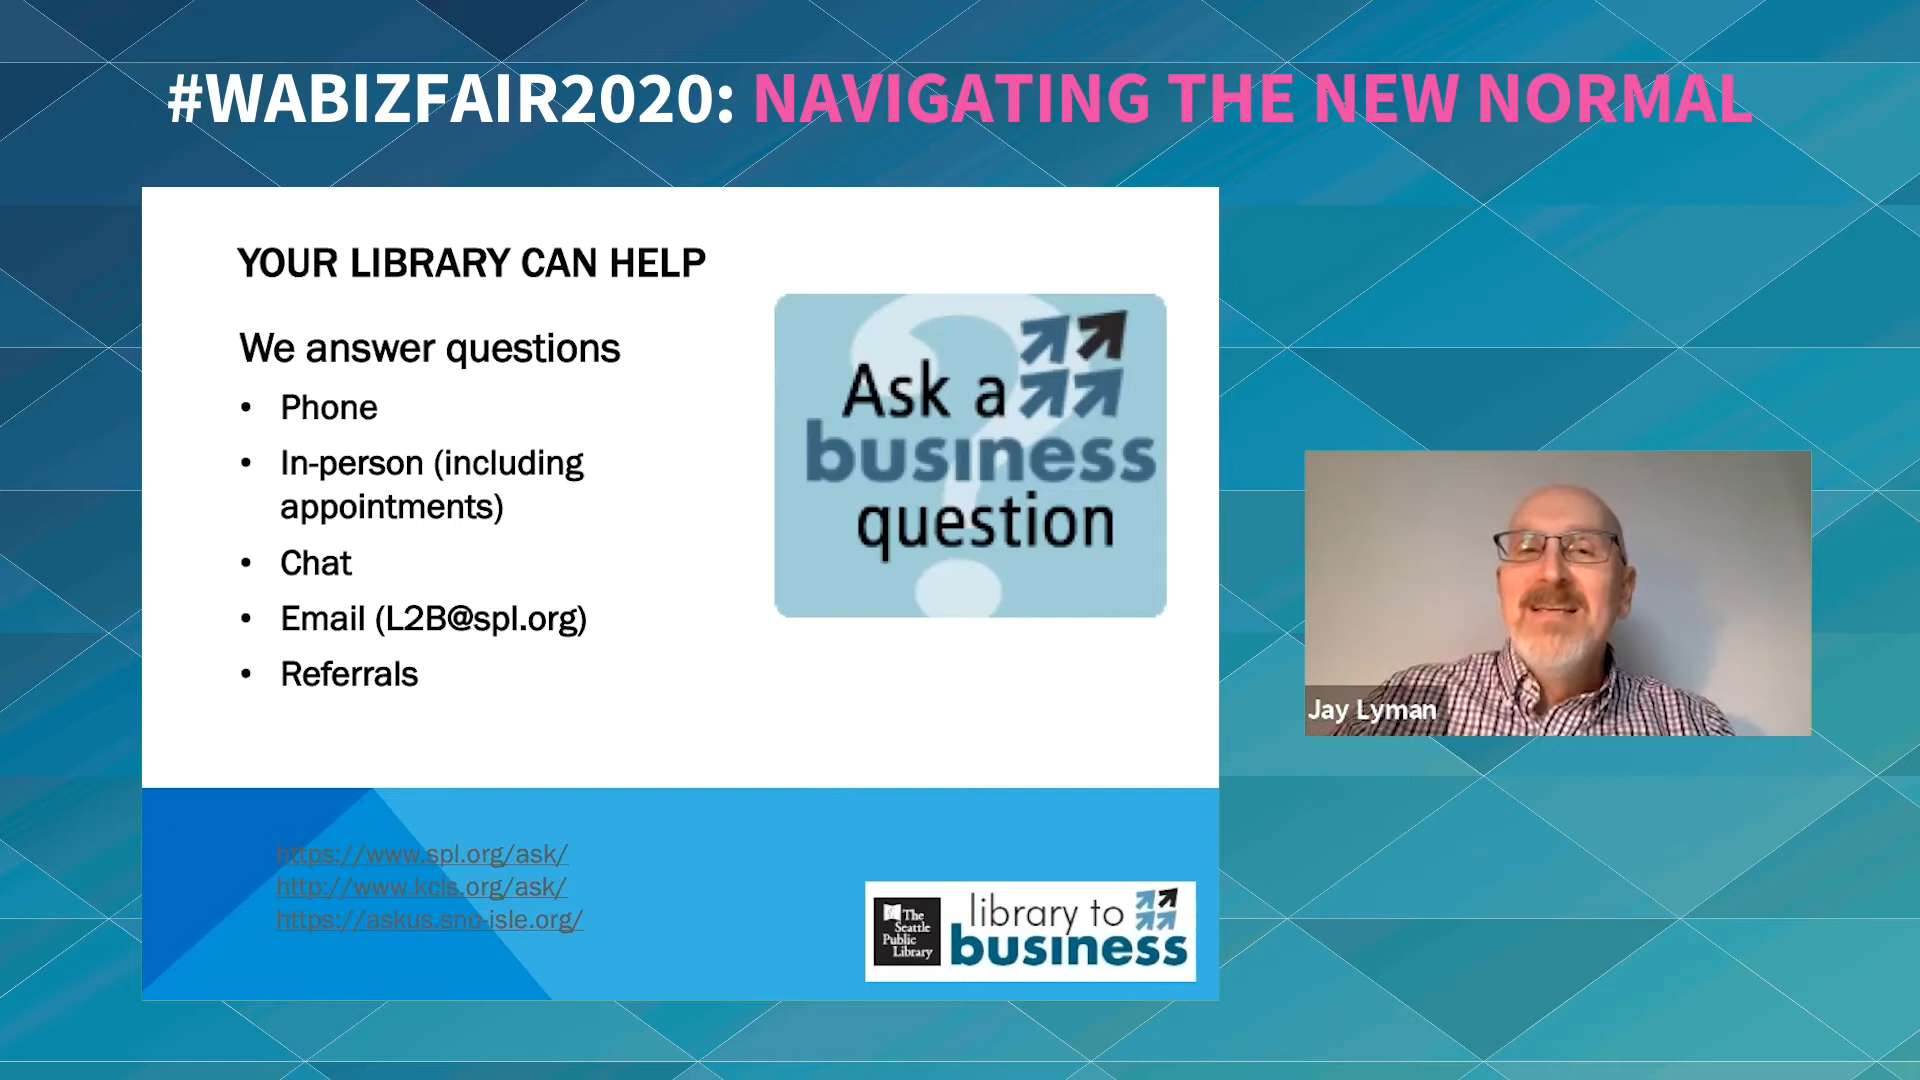 #WABIZFAIR2020: NAVIGATING THE NEW NORMAL
YOUR LIBRARY CAN HELP
We answer questions
• Phone
• In-person (including
appointments)
• Chat
• Email (L2B@spl.org)
• Referrals
Ask a
business
question
Jay Lyman
https://www.spl.org/ask/
http://www.kcls.org/ask/
https://askus.sno-isle.org/
The
Seattle
Public
Library
library to
business